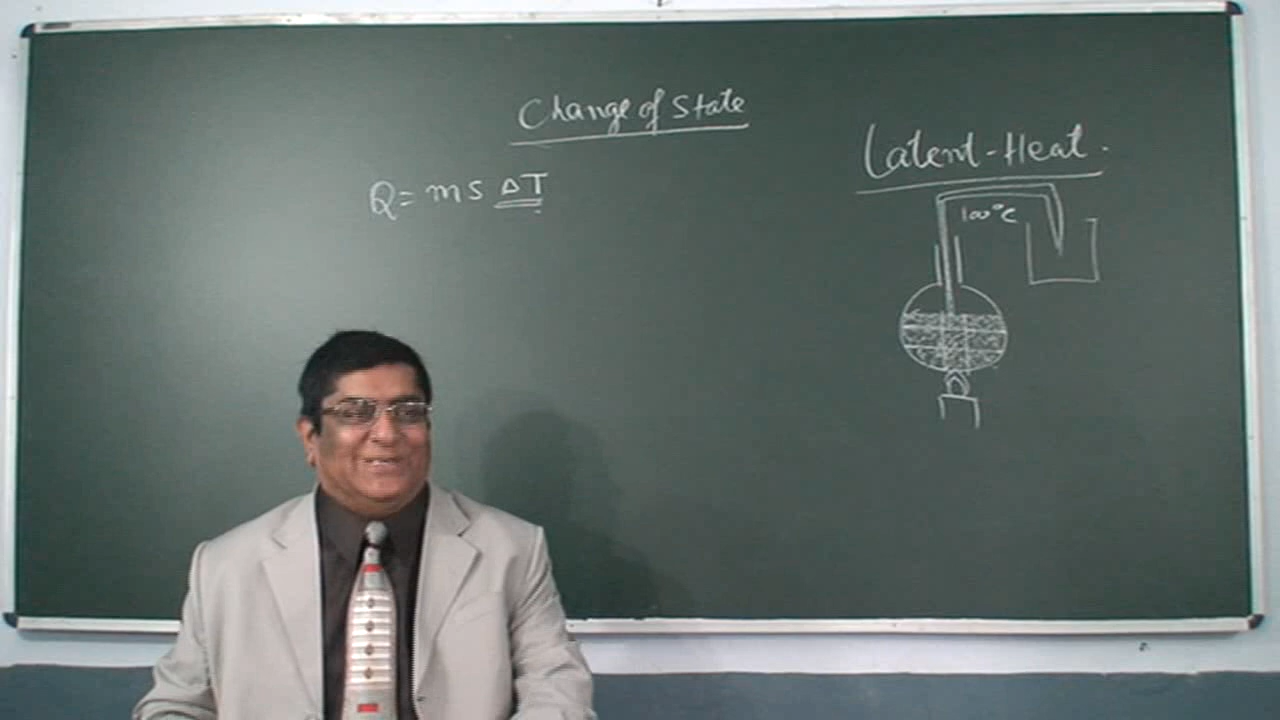 Change of State
Latent-Heat.
Q = ms ΔT
100°C